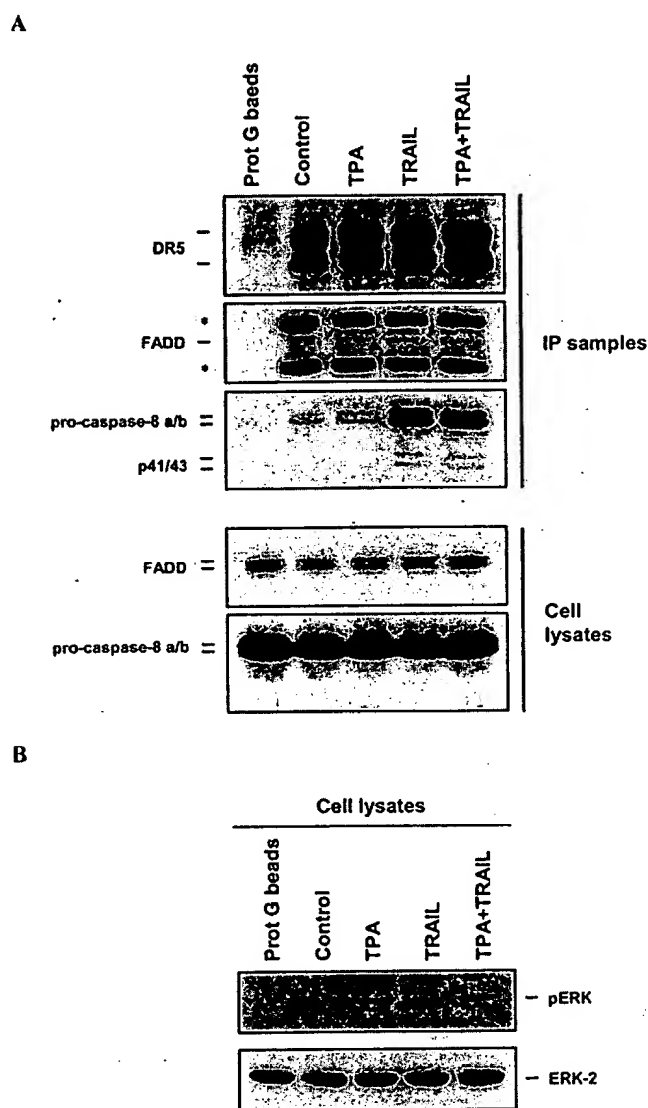 A
Prot G baeds
Control
TPA
TRAIL
TPA+TRAIL
DR5
*
FADD
*
IP samples
pro-caspase-8 a/b
p41/43
FADD
pro-caspase-8 a/b
Cell
lysates
B
Cell lysates
Prot G beads
Control
TPA
TRAIL
TPA+TRAIL
pERK
ERK-2